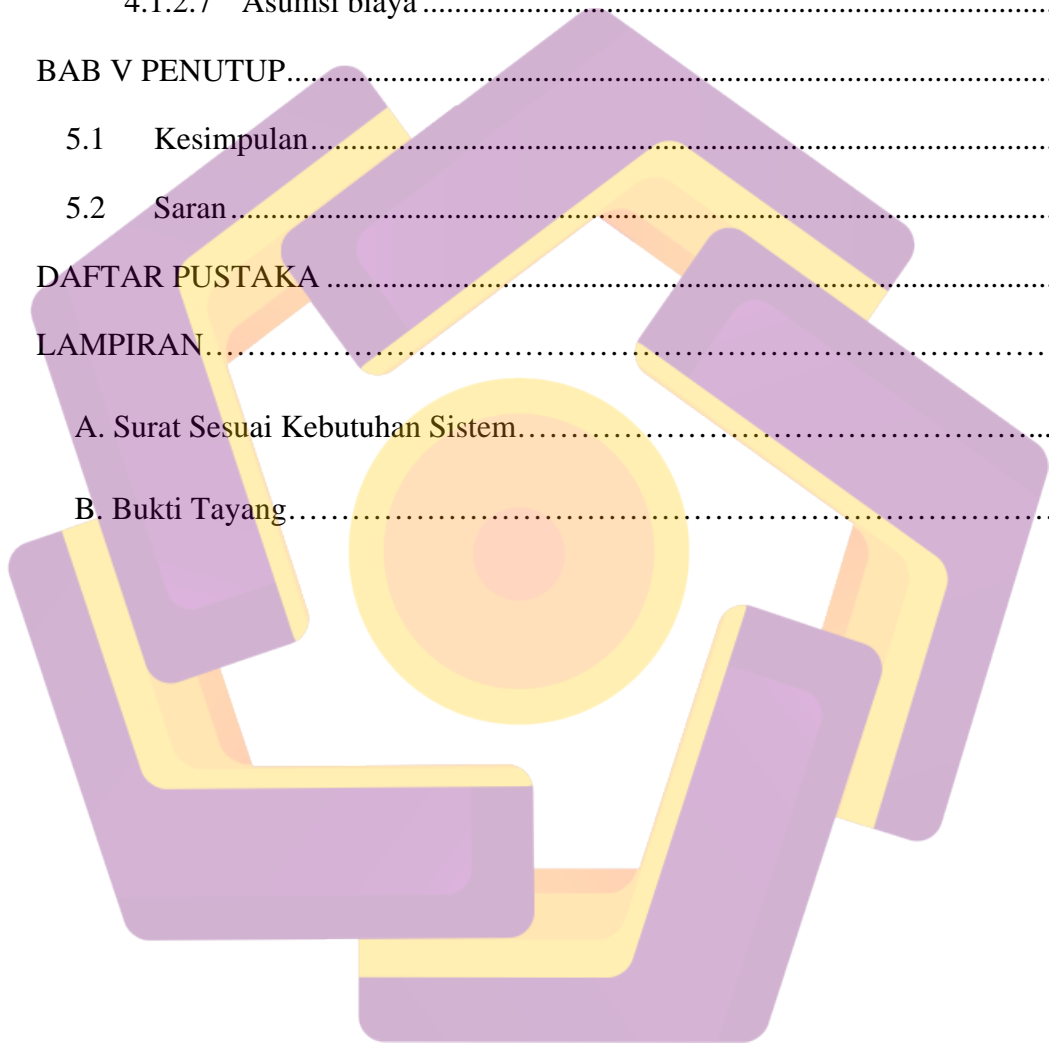 4.1.2.7 Asumsi biaya ........................................................................
BAB V PENUTUP ........................................................................
5.1 Kesimpulan ........................................................................
5.2 Saran ........................................................................
DAFTAR PUSTAKA ........................................................................
LAMPIRAN ........................................................................
A. Surat Sesuai Kebutuhan Sistem ........................................................................
B. Bukti Tayang ........................................................................